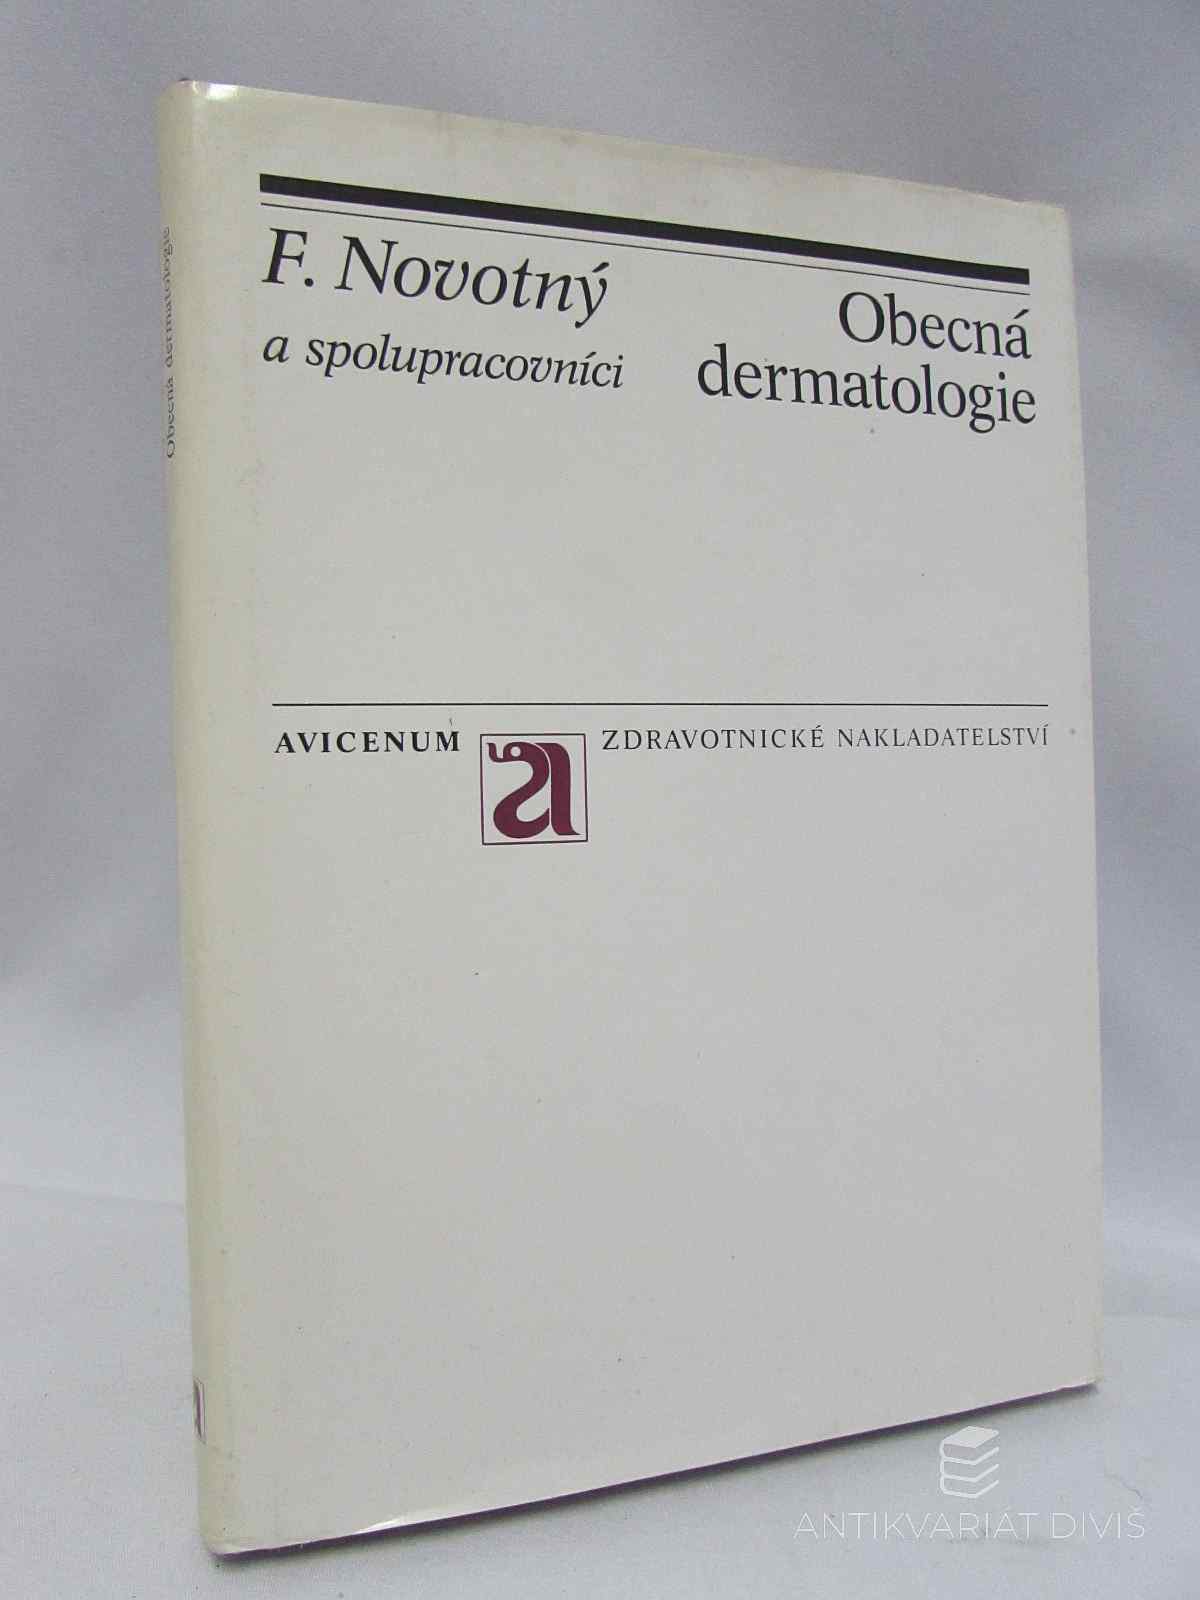 F. Novotný
a spolupracovníci
Obecná
dermatologie
AVICENUM
a
ZDRAVOTNICKÉ NAKLADATELSTVÍ
Obecná dermatologie
a
ANTIKVARIÁT DIVIŠ